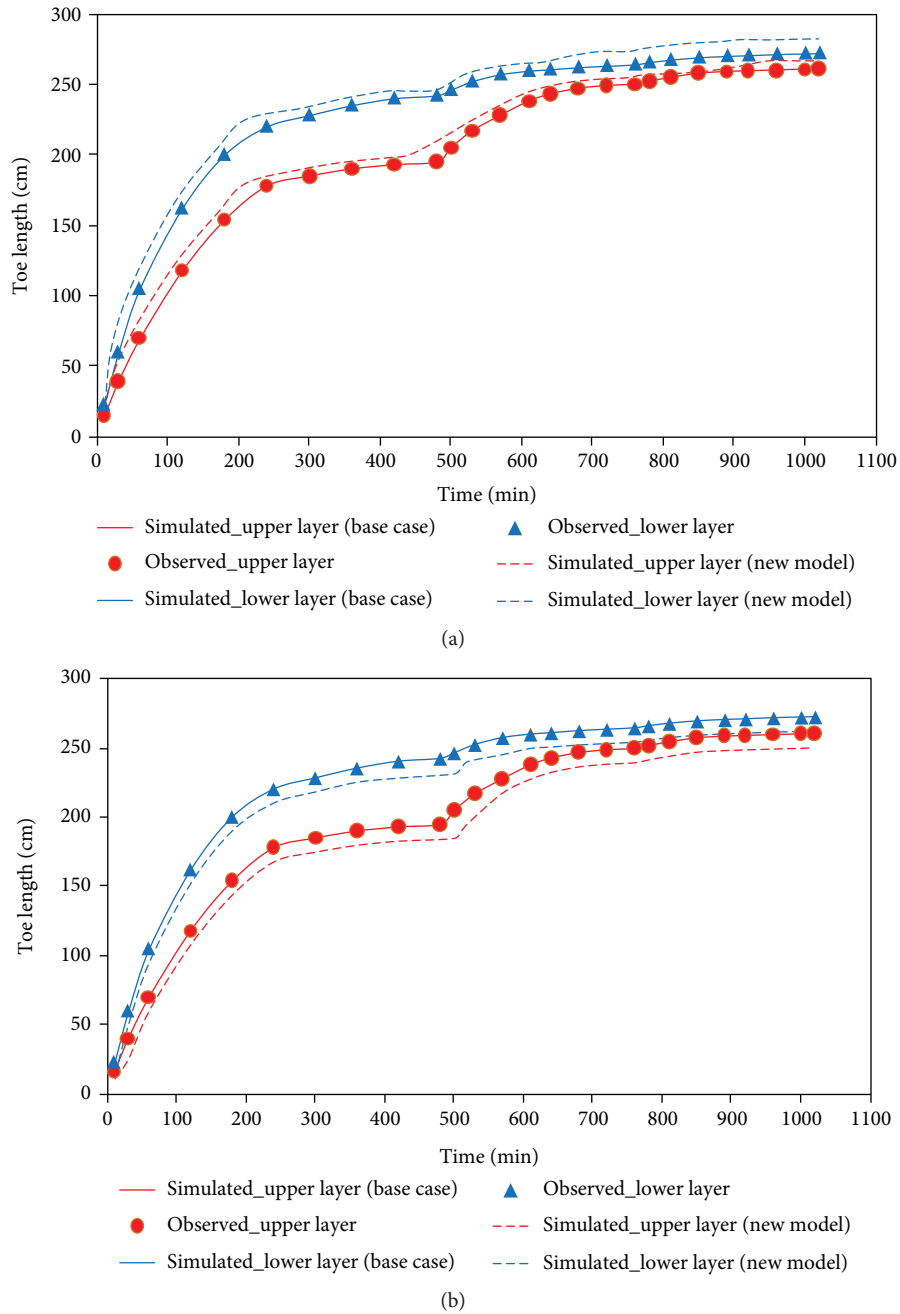 300
250
200
150
100
50
0
Toe length (cm)
0 100 200 300 400 500 600 700 800 900 1000 1100
Time (min)
Simulated_upper layer (base case) Observed_lower layer
Observed_upper layer Simulated_upper layer (new model)
Simulated_lower layer (base case) Simulated_lower layer (new model)
(a)
300
250
200
150
100
50
0
Toe length (cm)
0 100 200 300 400 500 600 700 800 900 1000 1100
Time (min)
Simulated_upper layer (base case) Observed_lower layer
Observed_upper layer Simulated_upper layer (new model)
Simulated_lower layer (base case) Simulated_lower layer (new model)
(b)